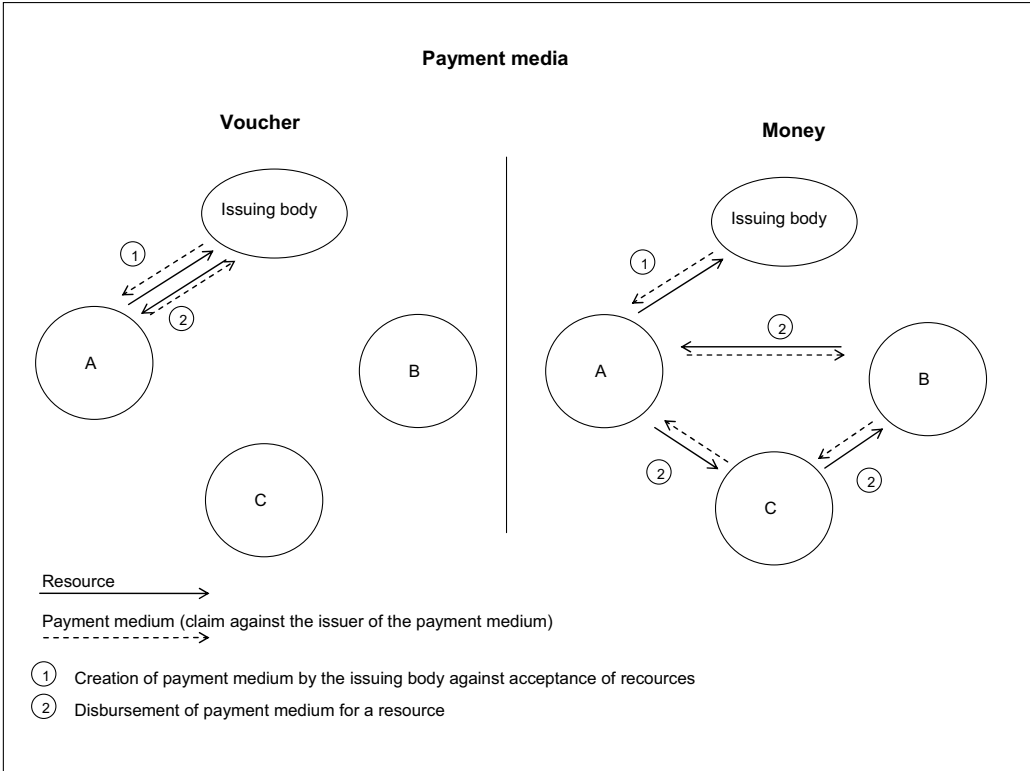 Payment media
Voucher
Money
Issuing body
Issuing body
1
1
2
2
A
B
A
B
2
2
C
C
Resource
Payment medium (claim against the issuer of the payment medium)
1 Creation of payment medium by the issuing body against acceptance of recources
2 Disbursement of payment medium for a resource